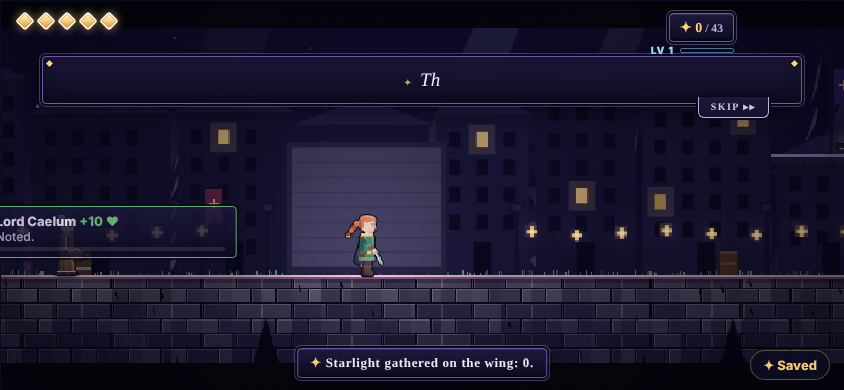 ✦ 0 / 43
LV 1
✦ Th
SKIP ▸▸
Lord Caelum +10 ♥
Noted.
✦ Starlight gathered on the wing: 0.
✦ Saved